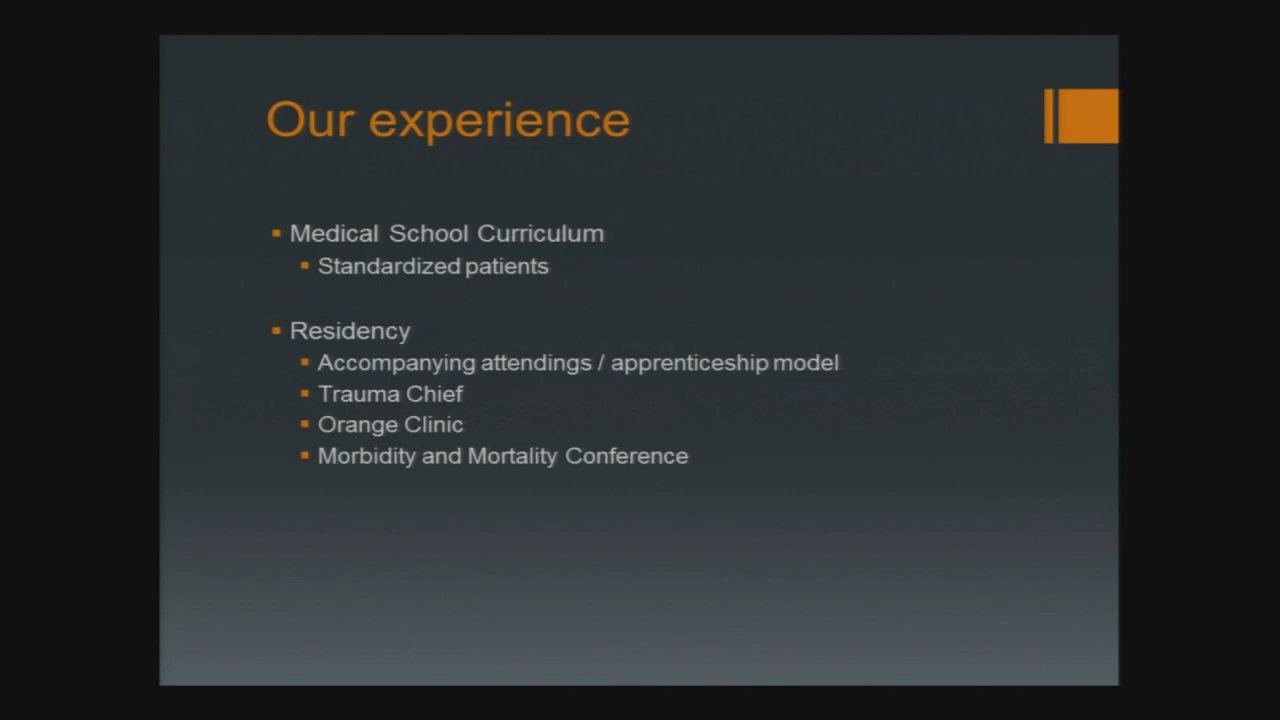 Our experience
Medical School Curriculum
Standardized patients
Residency
Accompanying attendings / apprenticeship model
Trauma Chief
Orange Clinic
Morbidity and Mortality Conference